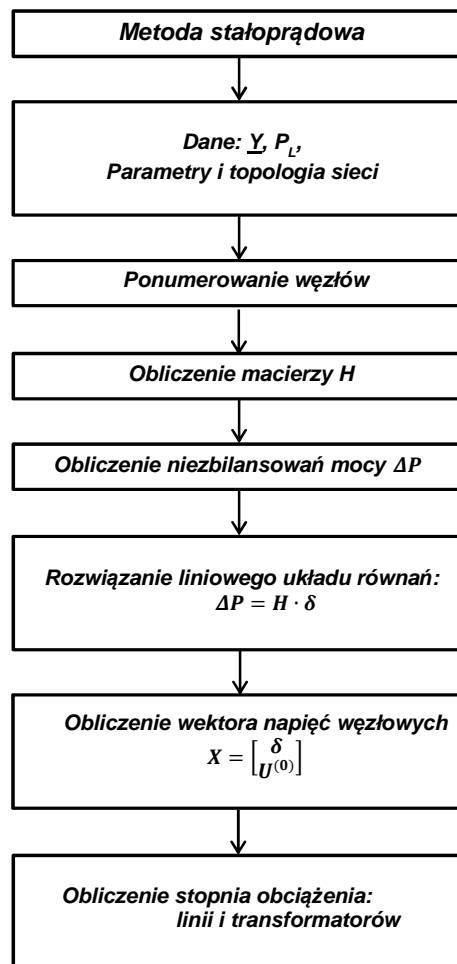 Metoda stałoprądowa
Dane: Y, P_L,
Parametry i topologia sieci
Ponumerowanie węzłów
Obliczenie macierzy H
Obliczenie niezbilansowań mocy ΔP
Rozwiązanie liniowego układu równań:
ΔP = H · δ
Obliczenie wektora napięć węzłowych
X = [δ U^(0)]
Obliczenie stopnia obciążenia:
linii i transformatorów